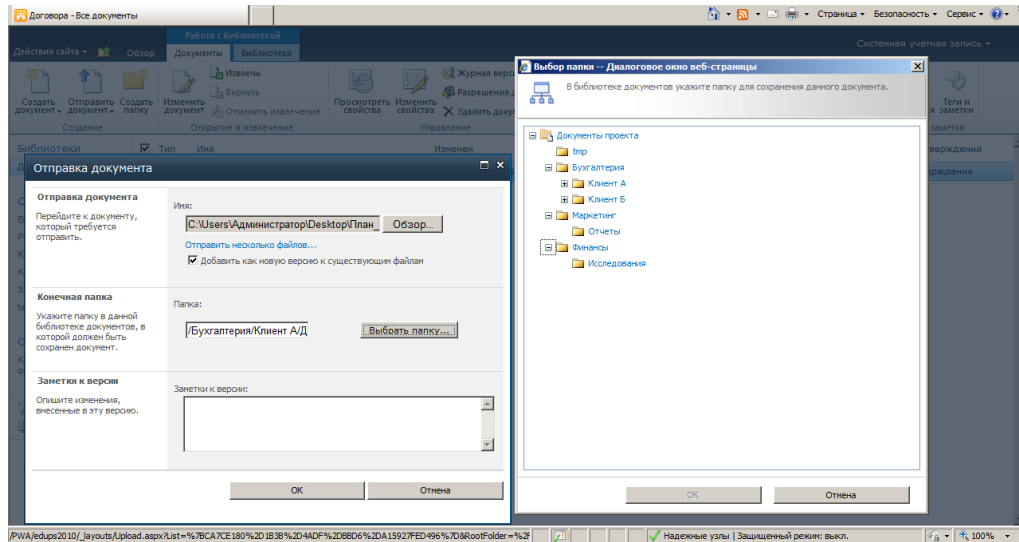 Договора - Все документы
Страница
Безопасность
Сервис
Системная учетная запись
Действия сайта
Обзор
Работа с библиотекой
Документы
Библиотека
Создать документ
Отправить документ
Создать папку
Изменить документ
Извлечь
Вернуть
Отменить извлечение
Просмотреть свойства
Изменить свойства
Журнал верс
Разрешения д
Удалить доку
Теги и
заметки
Создание
Открытие и извлечение
Управление
заметки
Библиотеки
Тип
Имя
Изменен
верждения
рждения
Отправка документа
Отправка документа
Перейдите к документу,
который требуется
отправить.
Имя:
C:\Users\Администратор\Desktop\План_
Обзор...
Отправить несколько файлов...
Добавить как новую версию к существующим файлам
Конечная папка
Укажите папку в данной
библиотеке документов, в
которой должен быть
сохранен документ.
Папка:
/Бухгалтерия/Клиент А/Д
Выбрать папку...
Заметки к версии
Опишите изменения,
внесенные в эту версию.
Заметки к версии:
ОК
Отмена
Выбор папки -- Диалоговое окно веб-страницы
В библиотеке документов укажите папку для сохранения данного документа.
Документы проекта
tmp
Бухгалтерия
Клиент А
Клиент Б
Маркетинг
Отчеты
Финансы
Исследования
ОК
Отмена
/PWA/edups2010/_layouts/Upload.aspx?List=%7BCA7CE180%2D1B3B%2D4ADF%2DBBD6%2DA15927FED496%7D&RootFolder=%2F
Надежные узлы | Защищенный режим: выкл.
100%